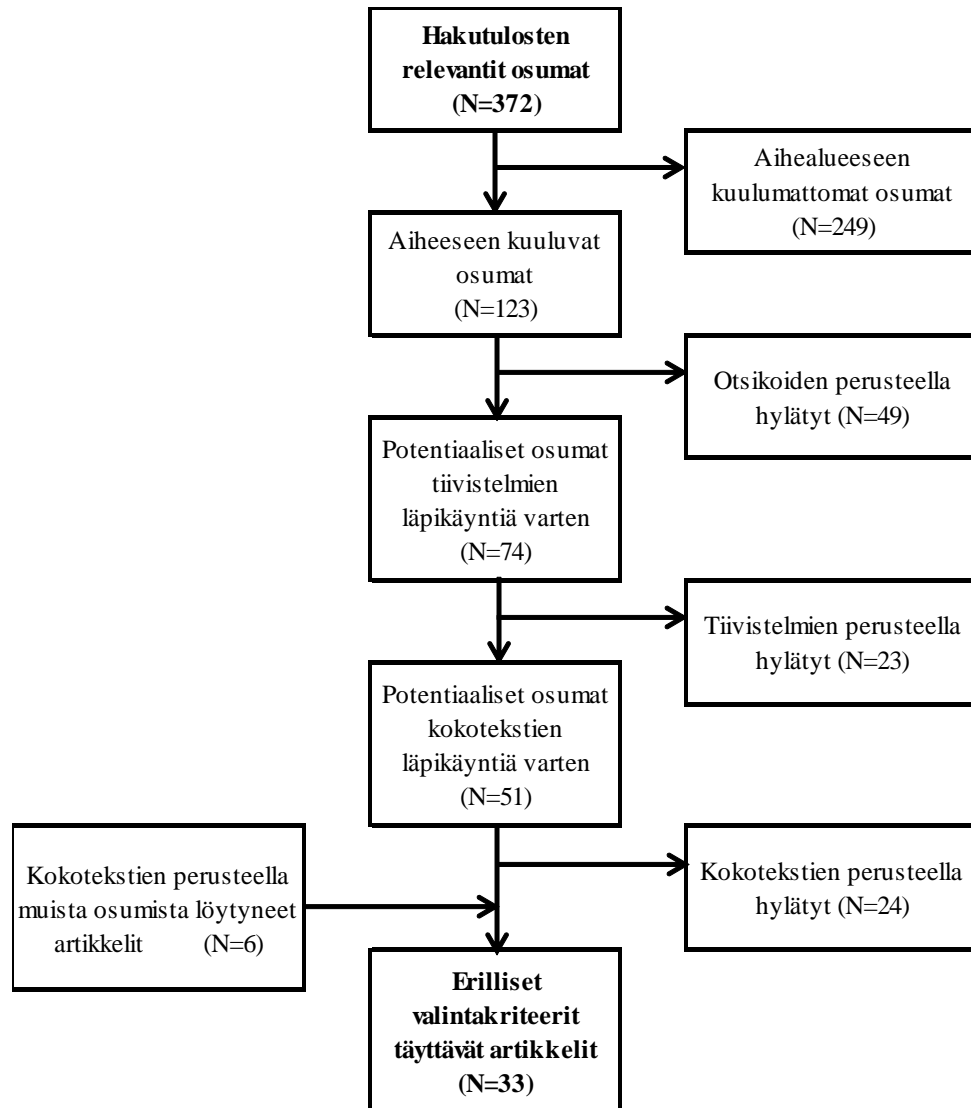 Hakutulosten
relevantit osumat
(N=372)
Aihealueeseen
kuulumattomat osumat
(N=249)
Aiheeseen kuuluvat
osumat
(N=123)
Otsikoiden perusteella
hylätyt (N=49)
Potentiaaliset osumat
tiivistelmien
läpikäyntiä varten
(N=74)
Tiivistelmien perusteella
hylätyt (N=23)
Potentiaaliset osumat
kokotekstien
läpikäyntiä varten
(N=51)
Kokotekstien perusteella
muista osumista löytyneet
artikkelit (N=6)
Kokotekstien perusteella
hylätyt (N=24)
Erilliset
valintakriteerit
täyttävät artikkelit
(N=33)